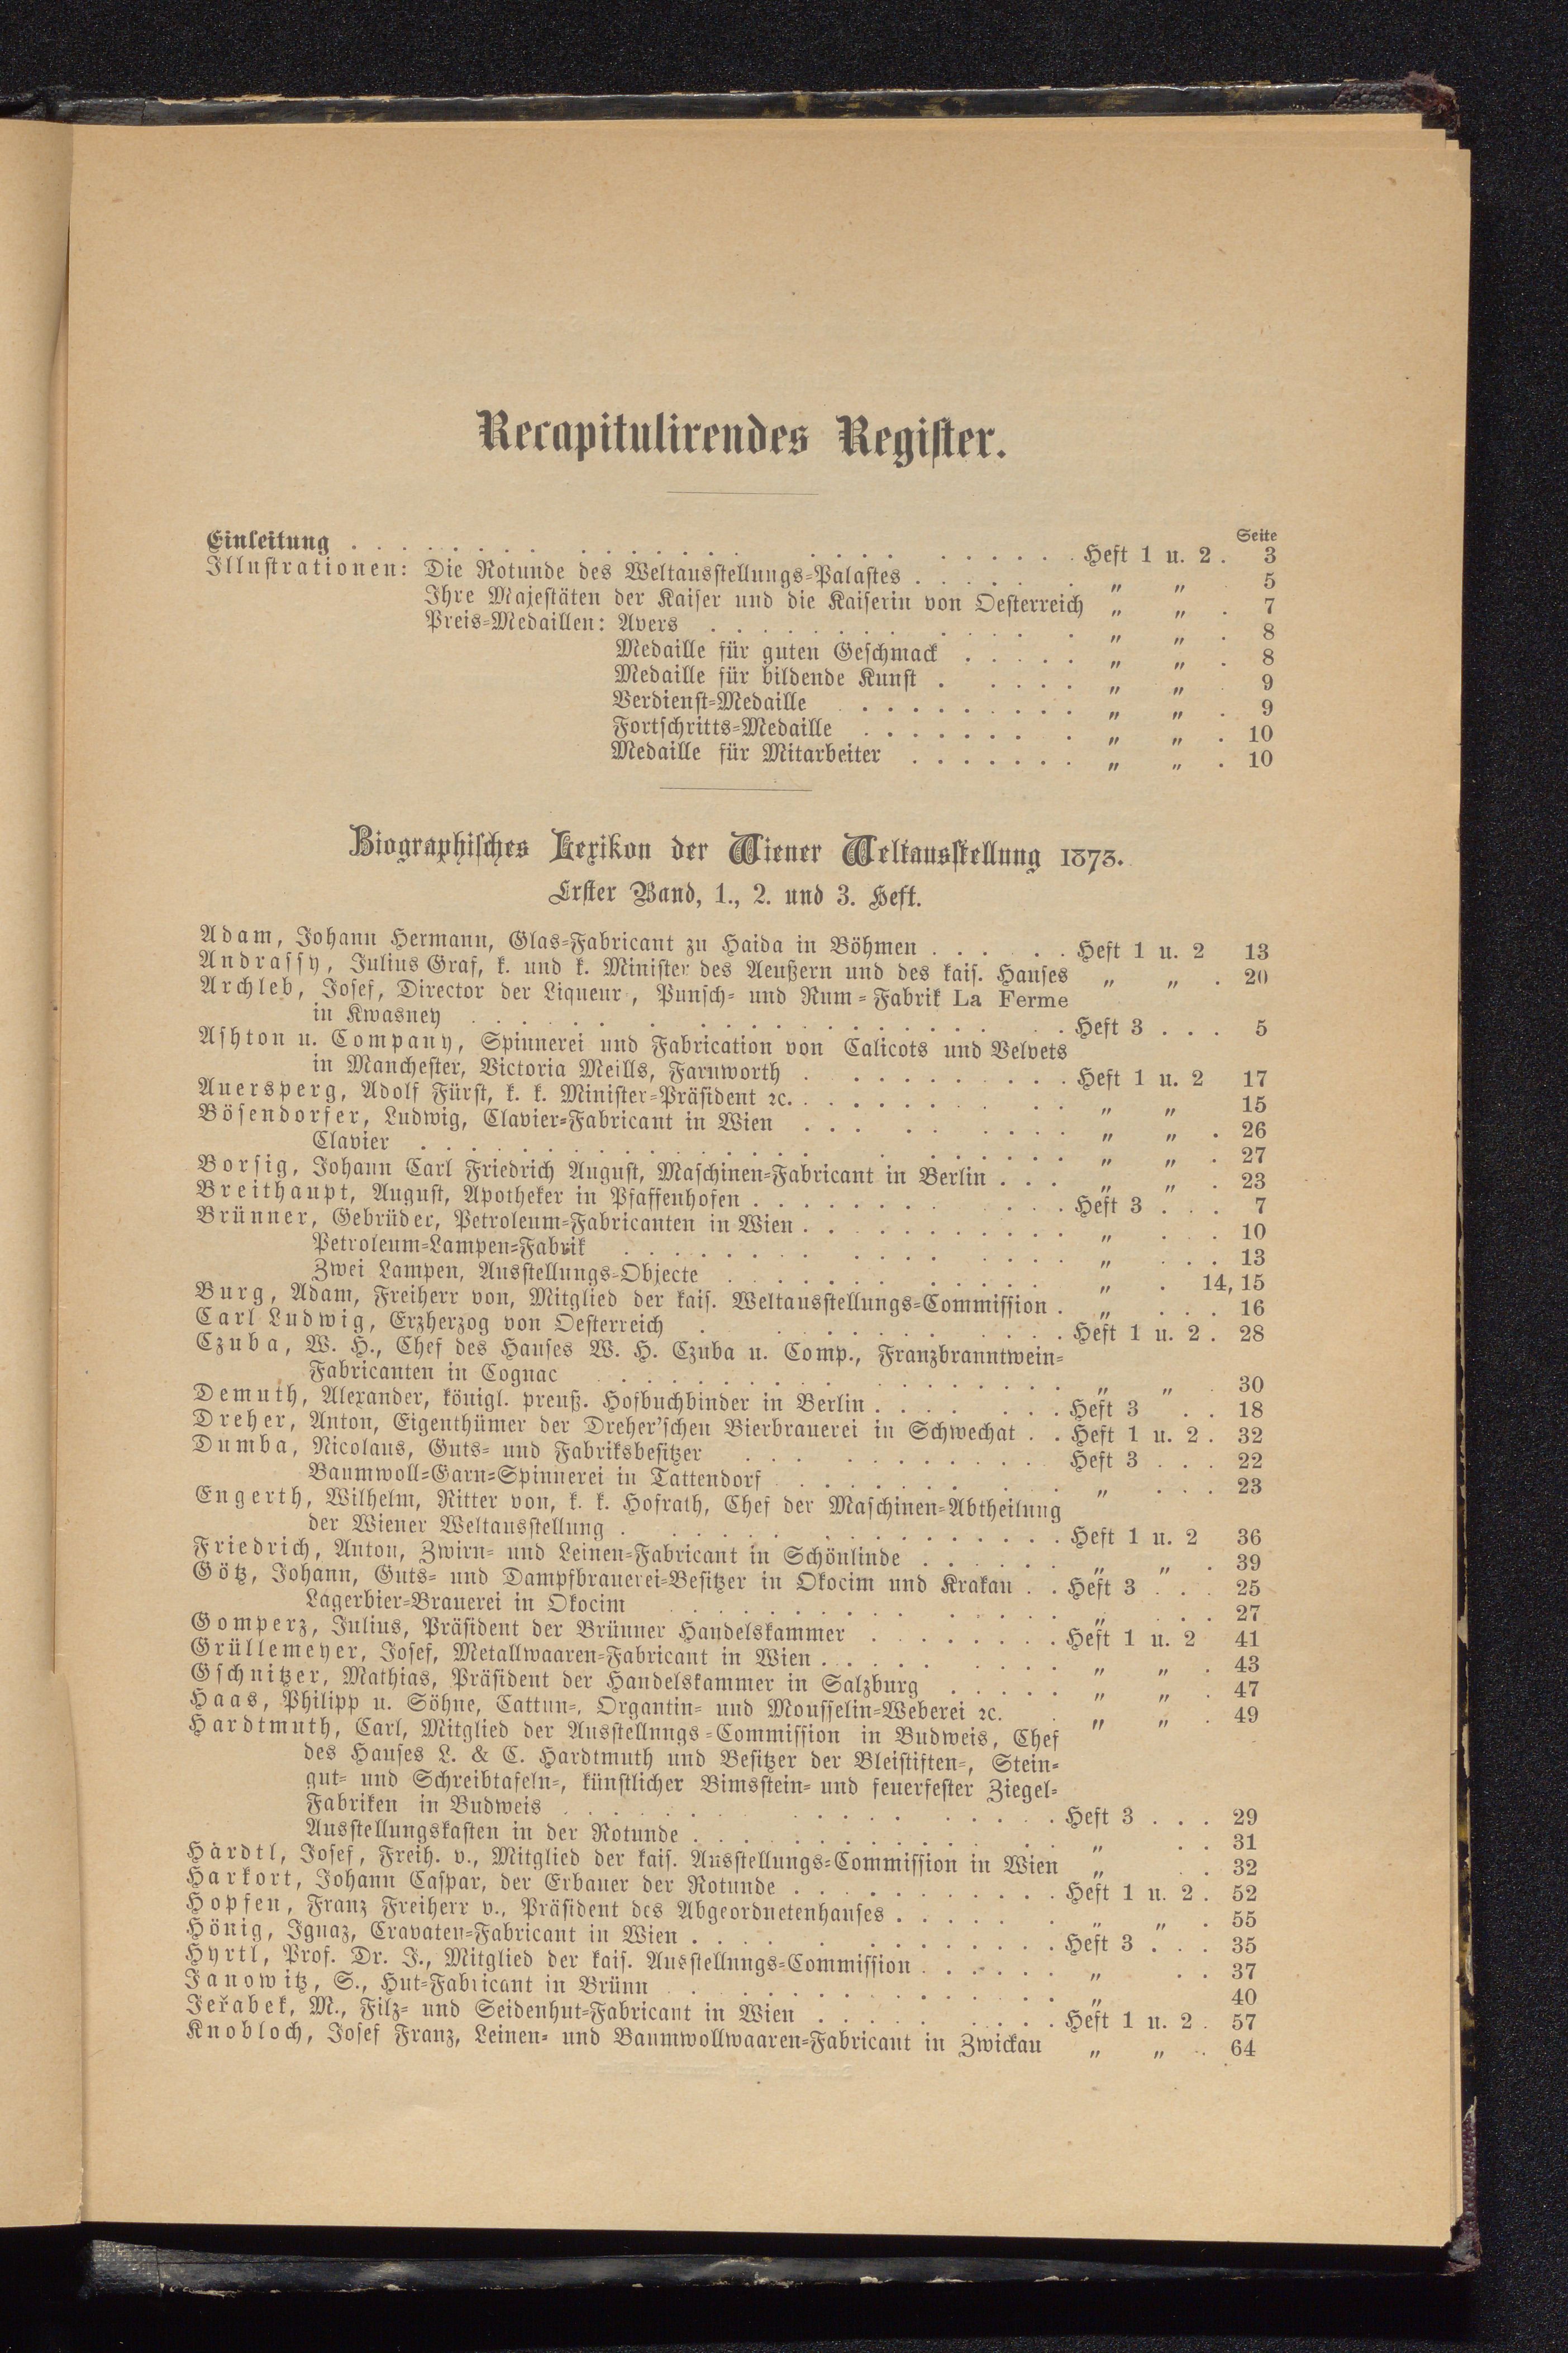 Recapitulirendes Register.
Seite
Einleitung . . . . . . . . Heft 1 u. 2 . 3
Illustrationen: Die Rotunde des Weltausstellungs-Palastes . . . . . . „ „ 5
Ihre Majestäten der Kaiser und die Kaiserin von Oesterreich „ „ . 7
Preis-Medaillen: Avers . . . . . . „ „ . 8
Medaille für guten Geschmack . . . . . „ „ . 8
Medaille für bildende Kunst . . . . . „ „ 9
Verdienst-Medaille . . . . . . „ „ . 9
Fortschritts-Medaille . . . . . . „ „ . 10
Medaille für Mitarbeiter . . . . . . „ „ . 10
Biographisches Lexikon der Wiener Weltausstellung 1873.
Erster Band, 1., 2. und 3. Heft.
Adam, Johann Hermann, Glas-Fabricant zu Haida in Böhmen . . . . . . Heft 1 u. 2 13
Andrassy, Julius Graf, k. und k. Minister des Aeußern und des kais. Hauses „ „ . 20
Archleb, Josef, Director der Liqueur, Punsch- und Rum-Fabrik La Ferme
in Kwasney . . . . . . Heft 3 . . . 5
Ashton u. Company, Spinnerei und Fabrication von Calicots und Velvets
in Manchester, Victoria Meills, Farnworth . . . . . . Heft 1 u. 2 17
Auersperg, Adolf Fürst, k. k. Minister-Präsident ꝛc. . . . . . . „ „ 15
Bösendorfer, Ludwig, Clavier-Fabricant in Wien . . . . . . „ „ . 26
Clavier . . . . . . „ „ . 27
Borsig, Johann Carl Friedrich August, Maschinen-Fabricant in Berlin . . . „ „ . 23
Breithaupt, August, Apotheker in Pfaffenhofen . . . . . . Heft 3 . . . 7
Brünner, Gebrüder, Petroleum-Fabricanten in Wien . . . . . . „ . . . 10
Petroleum-Lampen-Fabrik . . . . . . „ . . . 13
Zwei Lampen, Ausstellungs-Objecte . . . . . . „ . 14, 15
Burg, Adam, Freiherr von, Mitglied der kais. Weltausstellungs-Commission . „ . . . 16
Carl Ludwig, Erzherzog von Oesterreich . . . . . . Heft 1 u. 2 . 28
Czuba, W. H., Chef des Hauses W. H. Czuba u. Comp., Franzbranntwein-
Fabricanten in Cognac . . . . . . „ „ . 30
Demuth, Alexander, königl. preuß. Hofbuchbinder in Berlin . . . . . . Heft 3 . . 18
Dreher, Anton, Eigenthümer der Dreher'schen Bierbrauerei in Schwechat . . Heft 1 u. 2 . 32
Dumba, Nicolaus, Guts- und Fabriksbesitzer . . . . . . Heft 3 . . . 22
Baumwoll-Garn-Spinnerei in Tattendorf . . . . . . „ . . . 23
Engerth, Wilhelm, Ritter von, k. k. Hofrath, Chef der Maschinen-Abtheilung
der Wiener Weltausstellung . . . . . . Heft 1 u. 2 36
Friedrich, Anton, Zwirn- und Leinen-Fabricant in Schönlinde . . . . . . „ „ . 39
Götz, Johann, Guts- und Dampfbrauerei-Besitzer in Okocim und Krakau . . Heft 3 . . . 25
Lagerbier-Brauerei in Okocim . . . . . . „ . . 27
Gomperz, Julius, Präsident der Brünner Handelskammer . . . . . . Heft 1 u. 2 41
Grüllemeyer, Josef, Metallwaaren-Fabricant in Wien . . . . . . „ „ . 43
Gschnitzer, Mathias, Präsident der Handelskammer in Salzburg . . . . . „ „ . 47
Haas, Philipp u. Söhne, Cattun-, Organtin- und Mousselin-Weberei ꝛc. . „ „ . 49
Hardtmuth, Carl, Mitglied der Ausstellungs-Commission in Budweis, Chef
des Hauses L. & C. Hardtmuth und Besitzer der Bleistiften-, Stein-
gut- und Schreibtafeln-, künstlicher Bimsstein- und feuerfester Ziegel-
Fabriken in Budweis . . . . . . Heft 3 . . . 29
Ausstellungskasten in der Rotunde . . . . . . „ . . 31
Härdtl, Josef, Freih. v., Mitglied der kais. Ausstellungs-Commission in Wien „ . . 32
Harkort, Johann Caspar, der Erbauer der Rotunde . . . . . . Heft 1 u. 2 . 52
Hopfen, Franz Freiherr v., Präsident des Abgeordnetenhauses . . . . . . „ „ . 55
Hönig, Ignaz, Cravaten-Fabricant in Wien . . . . . . Heft 3 . . . 35
Hyrtl, Prof. Dr. J., Mitglied der kais. Ausstellungs-Commission . . . . . . „ . . 37
Janowitz, S., Hut-Fabricant in Brünn . . . . . . „ 40
Jeřabek, M., Filz- und Seidenhut-Fabricant in Wien . . . . . . Heft 1 u. 2 . 57
Knobloch, Josef Franz, Leinen- und Baumwollwaaren-Fabricant in Zwickau „ „ . 64